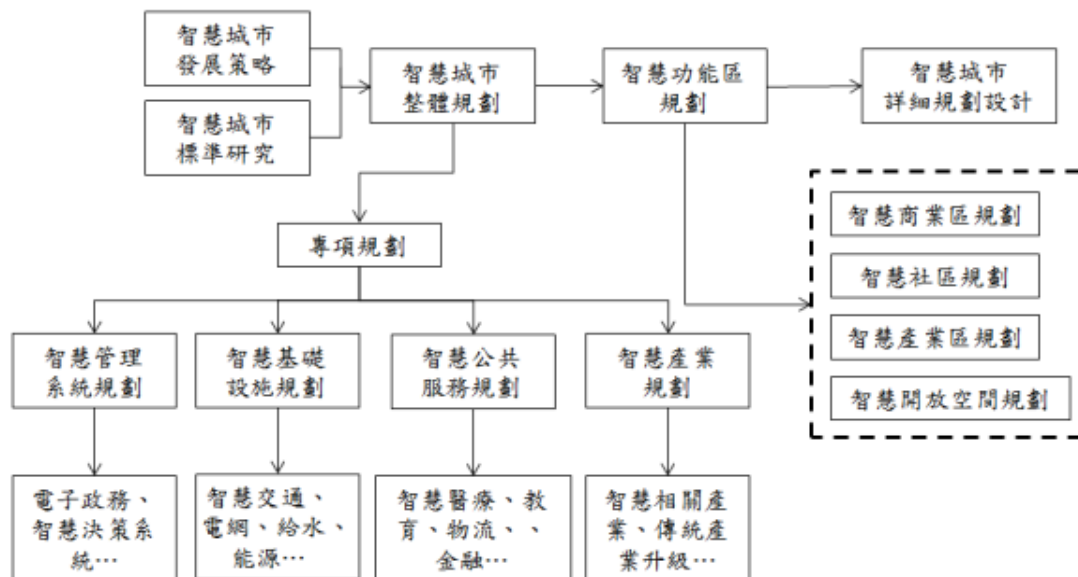 智慧城市
發展策略
智慧城市
標準研究
智慧城市
整體規劃
智慧功能區
規劃
智慧城市
詳細規劃設計
專項規劃
智慧商業區規劃
智慧社區規劃
智慧產業區規劃
智慧開放空間規劃
智慧管理
系統規劃
智慧基礎
設施規劃
智慧公共
服務規劃
智慧產業
規劃
電子政務、
智慧決策系
統…
智慧交通、
電網、給水、
能源…
智慧醫療、教
育、物流、、
金融…
智慧相關產
業、傳統產
業升級…